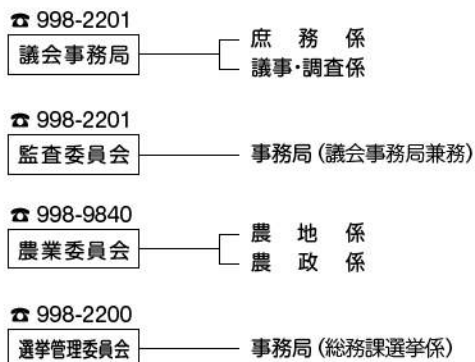 ☎ 998-2201
議会事務局
庶務係
議事・調査係
☎ 998-2201
監査委員会
事務局（議会事務局兼務）
☎ 998-9840
農業委員会
農地係
農政係
☎ 998-2200
選挙管理委員会
事務局（総務課選挙係）